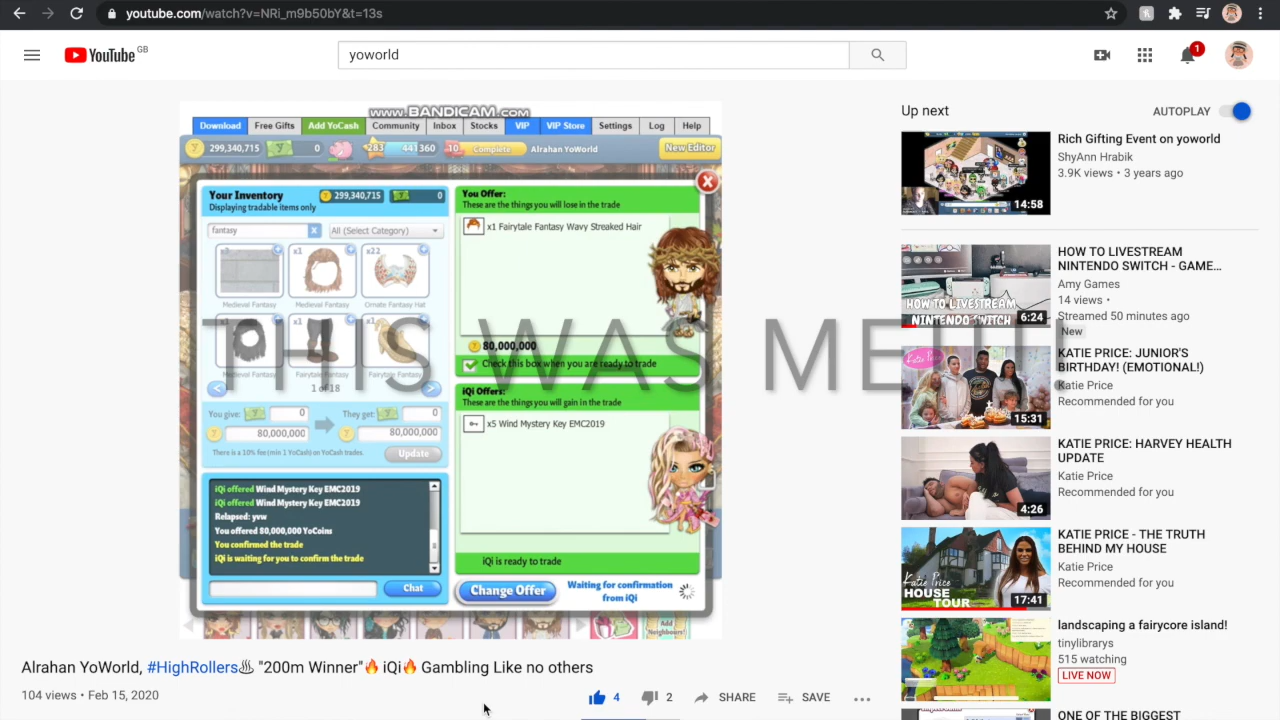 youtube.com/watch?v=NRi_m9b50bY&t=13s
YouTube GB
yoworld
1
www.BANDICAM.com
Download Free Gifts Add YoCash Community Inbox Stocks VIP VIP Store Settings Log Help
299,340,715 0 283 441360 10 Complete Alrahan YoWorld New Editor
Your Inventory 299,340,715 0
Displaying tradable items only
fantasy x All (Select Category)
x3 x1 x22
Medieval Fantasy Medieval Fantasy Ornate Fantasy Hat
x1 x1 x1
Medieval Fantasy Fairytale Fantasy Fairytale Fantasy
1 of 18
You give: 0 They get: 0
80,000,000 80,000,000
There is a 10% fee (min 1 YoCash) on YoCash trades. Update
iQi offered Wind Mystery Key EMC2019
iQi offered Wind Mystery Key EMC2019
Relapsed: yvw
You offered 80,000,000 YoCoins
You confirmed the trade
iQi is waiting for you to confirm the trade
Chat
You Offer:
These are the things you will lose in the trade
x1 Fairytale Fantasy Wavy Streaked Hair
80,000,000
Check this box when you are ready to trade
iQi Offers:
These are the things you will gain in the trade
x5 Wind Mystery Key EMC2019
iQi is ready to trade
Change Offer Waiting for confirmation
from iQi
Add
Neighbours!
THIS WAS ME
Alrahan YoWorld, #HighRollers♨ "200m Winner"🔥 iQi🔥 Gambling Like no others
104 views • Feb 15, 2020
4 2 SHARE SAVE
Up next AUTOPLAY
Rich Gifting Event on yoworld
ShyAnn Hrabik
3.9K views • 3 years ago
14:58
HOW TO LIVESTREAM
NINTENDO SWITCH - GAME…
Amy Games
14 views •
Streamed 50 minutes ago
New
HOW TO LIVESTREAM
NINTENDO SWITCH
6:24
KATIE PRICE: JUNIOR'S
BIRTHDAY! (EMOTIONAL!)
Katie Price
Recommended for you
Katie Price
15:31
KATIE PRICE: HARVEY HEALTH
UPDATE
Katie Price
Recommended for you
4:26
KATIE PRICE - THE TRUTH
BEHIND MY HOUSE
Katie Price
Recommended for you
Katie Price
HOUSE
TOUR
17:41
landscaping a fairycore island!
tinylibrarys
515 watching
LIVE NOW
ONE OF THE BIGGEST